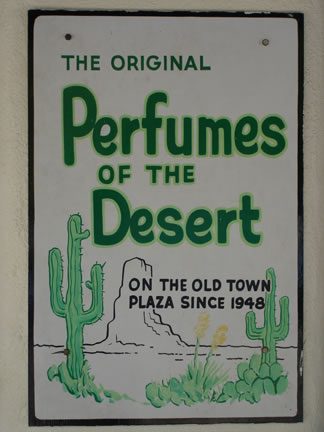 THE ORIGINAL
Perfumes
OF THE
Desert
ON THE OLD TOWN
PLAZA SINCE 1948